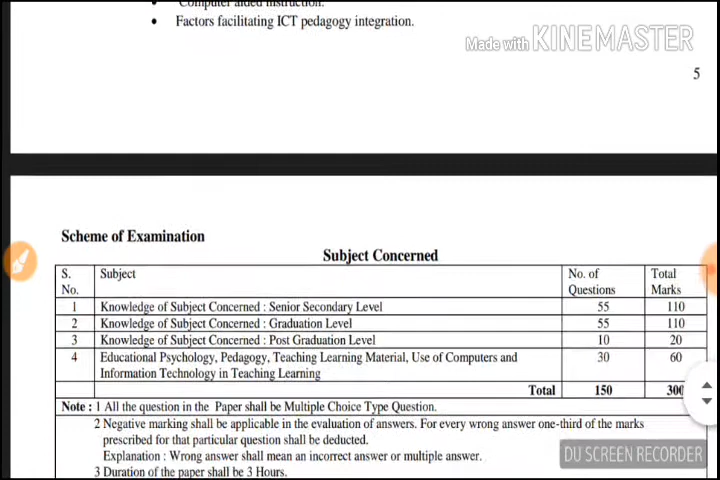 Computer aided instruction.
• Factors facilitating ICT pedagogy integration.
Made with KINEMASTER
5
Scheme of Examination
Subject Concerned
S. No. Subject No. of Questions Total Marks
1 Knowledge of Subject Concerned : Senior Secondary Level 55 110
2 Knowledge of Subject Concerned : Graduation Level 55 110
3 Knowledge of Subject Concerned : Post Graduation Level 10 20
4 Educational Psychology, Pedagogy, Teaching Learning Material, Use of Computers and 30 60
Information Technology in Teaching Learning
Total 150 300
Note : 1 All the question in the Paper shall be Multiple Choice Type Question.
2 Negative marking shall be applicable in the evaluation of answers. For every wrong answer one-third of the marks
prescribed for that particular question shall be deducted.
Explanation : Wrong answer shall mean an incorrect answer or multiple answer.
3 Duration of the paper shall be 3 Hours.
DU SCREEN RECORDER